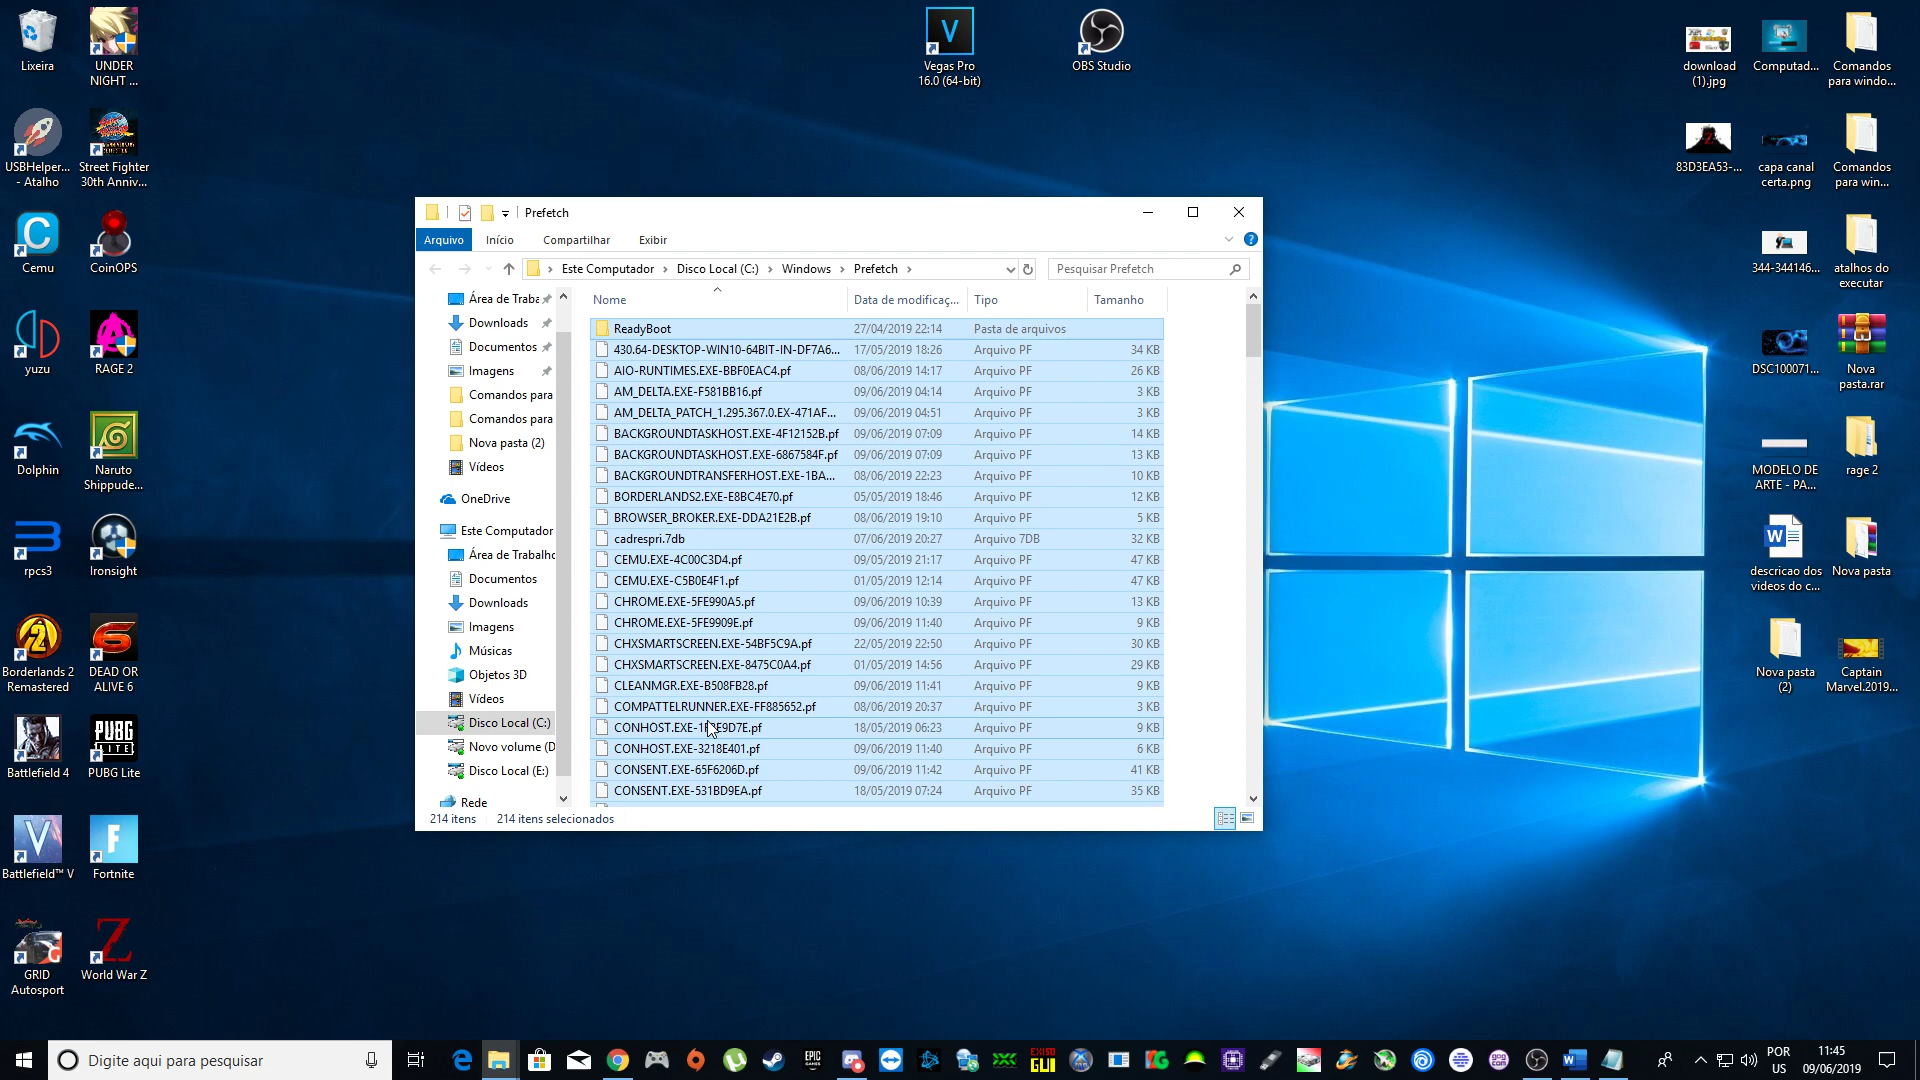 Lixeira
UNDER
NIGHT ...
USBHelper...
- Atalho
Street Fighter
30th Anniv...
Cemu
CoinOPS
yuzu
RAGE 2
Dolphin
Naruto
Shippude...
rpcs3
Ironsight
Borderlands 2
Remastered
DEAD OR
ALIVE 6
Battlefield 4
PUBG
LITE
PUBG Lite
Battlefield™ V
Fortnite
GRID
Autosport
World War Z
Vegas Pro
16.0 (64-bit)
OBS Studio
download
(1).jpg
Computad...
Comandos
para windo...
83D3EA53-...
capa canal
certa.png
Comandos
para win...
344-344146...
atalhos do
executar
DSC100071...
Nova
pasta.rar
MODELO DE
ARTE - PA...
rage 2
descricao dos
videos do c...
Nova pasta
Nova pasta
(2)
Captain
Marvel.2019...
Prefetch
Arquivo
Início
Compartilhar
Exibir
Este Computador
Disco Local (C:)
Windows
Prefetch
Pesquisar Prefetch
Área de Traba
Downloads
Documentos
Imagens
Comandos para
Comandos para
Nova pasta (2)
Vídeos
OneDrive
Este Computador
Área de Trabalho
Documentos
Downloads
Imagens
Músicas
Objetos 3D
Vídeos
Disco Local (C:)
Novo volume (D
Disco Local (E:)
Rede
Nome Data de modificaç... Tipo Tamanho
ReadyBoot 27/04/2019 22:14 Pasta de arquivos
430.64-DESKTOP-WIN10-64BIT-IN-DF7A6... 17/05/2019 18:26 Arquivo PF 34 KB
AIO-RUNTIMES.EXE-BBF0EAC4.pf 08/06/2019 14:17 Arquivo PF 26 KB
AM_DELTA.EXE-F581BB16.pf 09/06/2019 04:14 Arquivo PF 3 KB
AM_DELTA_PATCH_1.295.367.0.EX-471AF... 09/06/2019 04:51 Arquivo PF 3 KB
BACKGROUNDTASKHOST.EXE-4F12152B.pf 09/06/2019 07:09 Arquivo PF 14 KB
BACKGROUNDTASKHOST.EXE-6867584F.pf 09/06/2019 07:09 Arquivo PF 13 KB
BACKGROUNDTRANSFERHOST.EXE-1BA... 08/06/2019 22:23 Arquivo PF 10 KB
BORDERLANDS2.EXE-E8BC4E70.pf 05/05/2019 18:46 Arquivo PF 12 KB
BROWSER_BROKER.EXE-DDA21E2B.pf 08/06/2019 19:10 Arquivo PF 5 KB
cadrespri.7db 07/06/2019 20:27 Arquivo 7DB 32 KB
CEMU.EXE-4C00C3D4.pf 09/05/2019 21:17 Arquivo PF 47 KB
CEMU.EXE-C5B0E4F1.pf 01/05/2019 12:14 Arquivo PF 47 KB
CHROME.EXE-5FE990A5.pf 09/06/2019 10:39 Arquivo PF 13 KB
CHROME.EXE-5FE9909E.pf 09/06/2019 11:40 Arquivo PF 9 KB
CHXSMARTSCREEN.EXE-54BF5C9A.pf 22/05/2019 22:50 Arquivo PF 30 KB
CHXSMARTSCREEN.EXE-8475C0A4.pf 01/05/2019 14:56 Arquivo PF 29 KB
CLEANMGR.EXE-B508FB28.pf 09/06/2019 11:41 Arquivo PF 9 KB
COMPATTELRUNNER.EXE-FF885652.pf 08/06/2019 20:37 Arquivo PF 3 KB
18/05/2019 06:23 Arquivo PF 9 KB
CONHOST.EXE-3218E401.pf 09/06/2019 11:40 Arquivo PF 6 KB
CONSENT.EXE-65F6206D.pf 09/06/2019 11:42 Arquivo PF 41 KB
CONSENT.EXE-531BD9EA.pf 18/05/2019 07:24 Arquivo PF 35 KB
214 itens 214 itens selecionados
Digite aqui para pesquisar
EPIC
GAMES
POR
US
11:45
09/06/2019